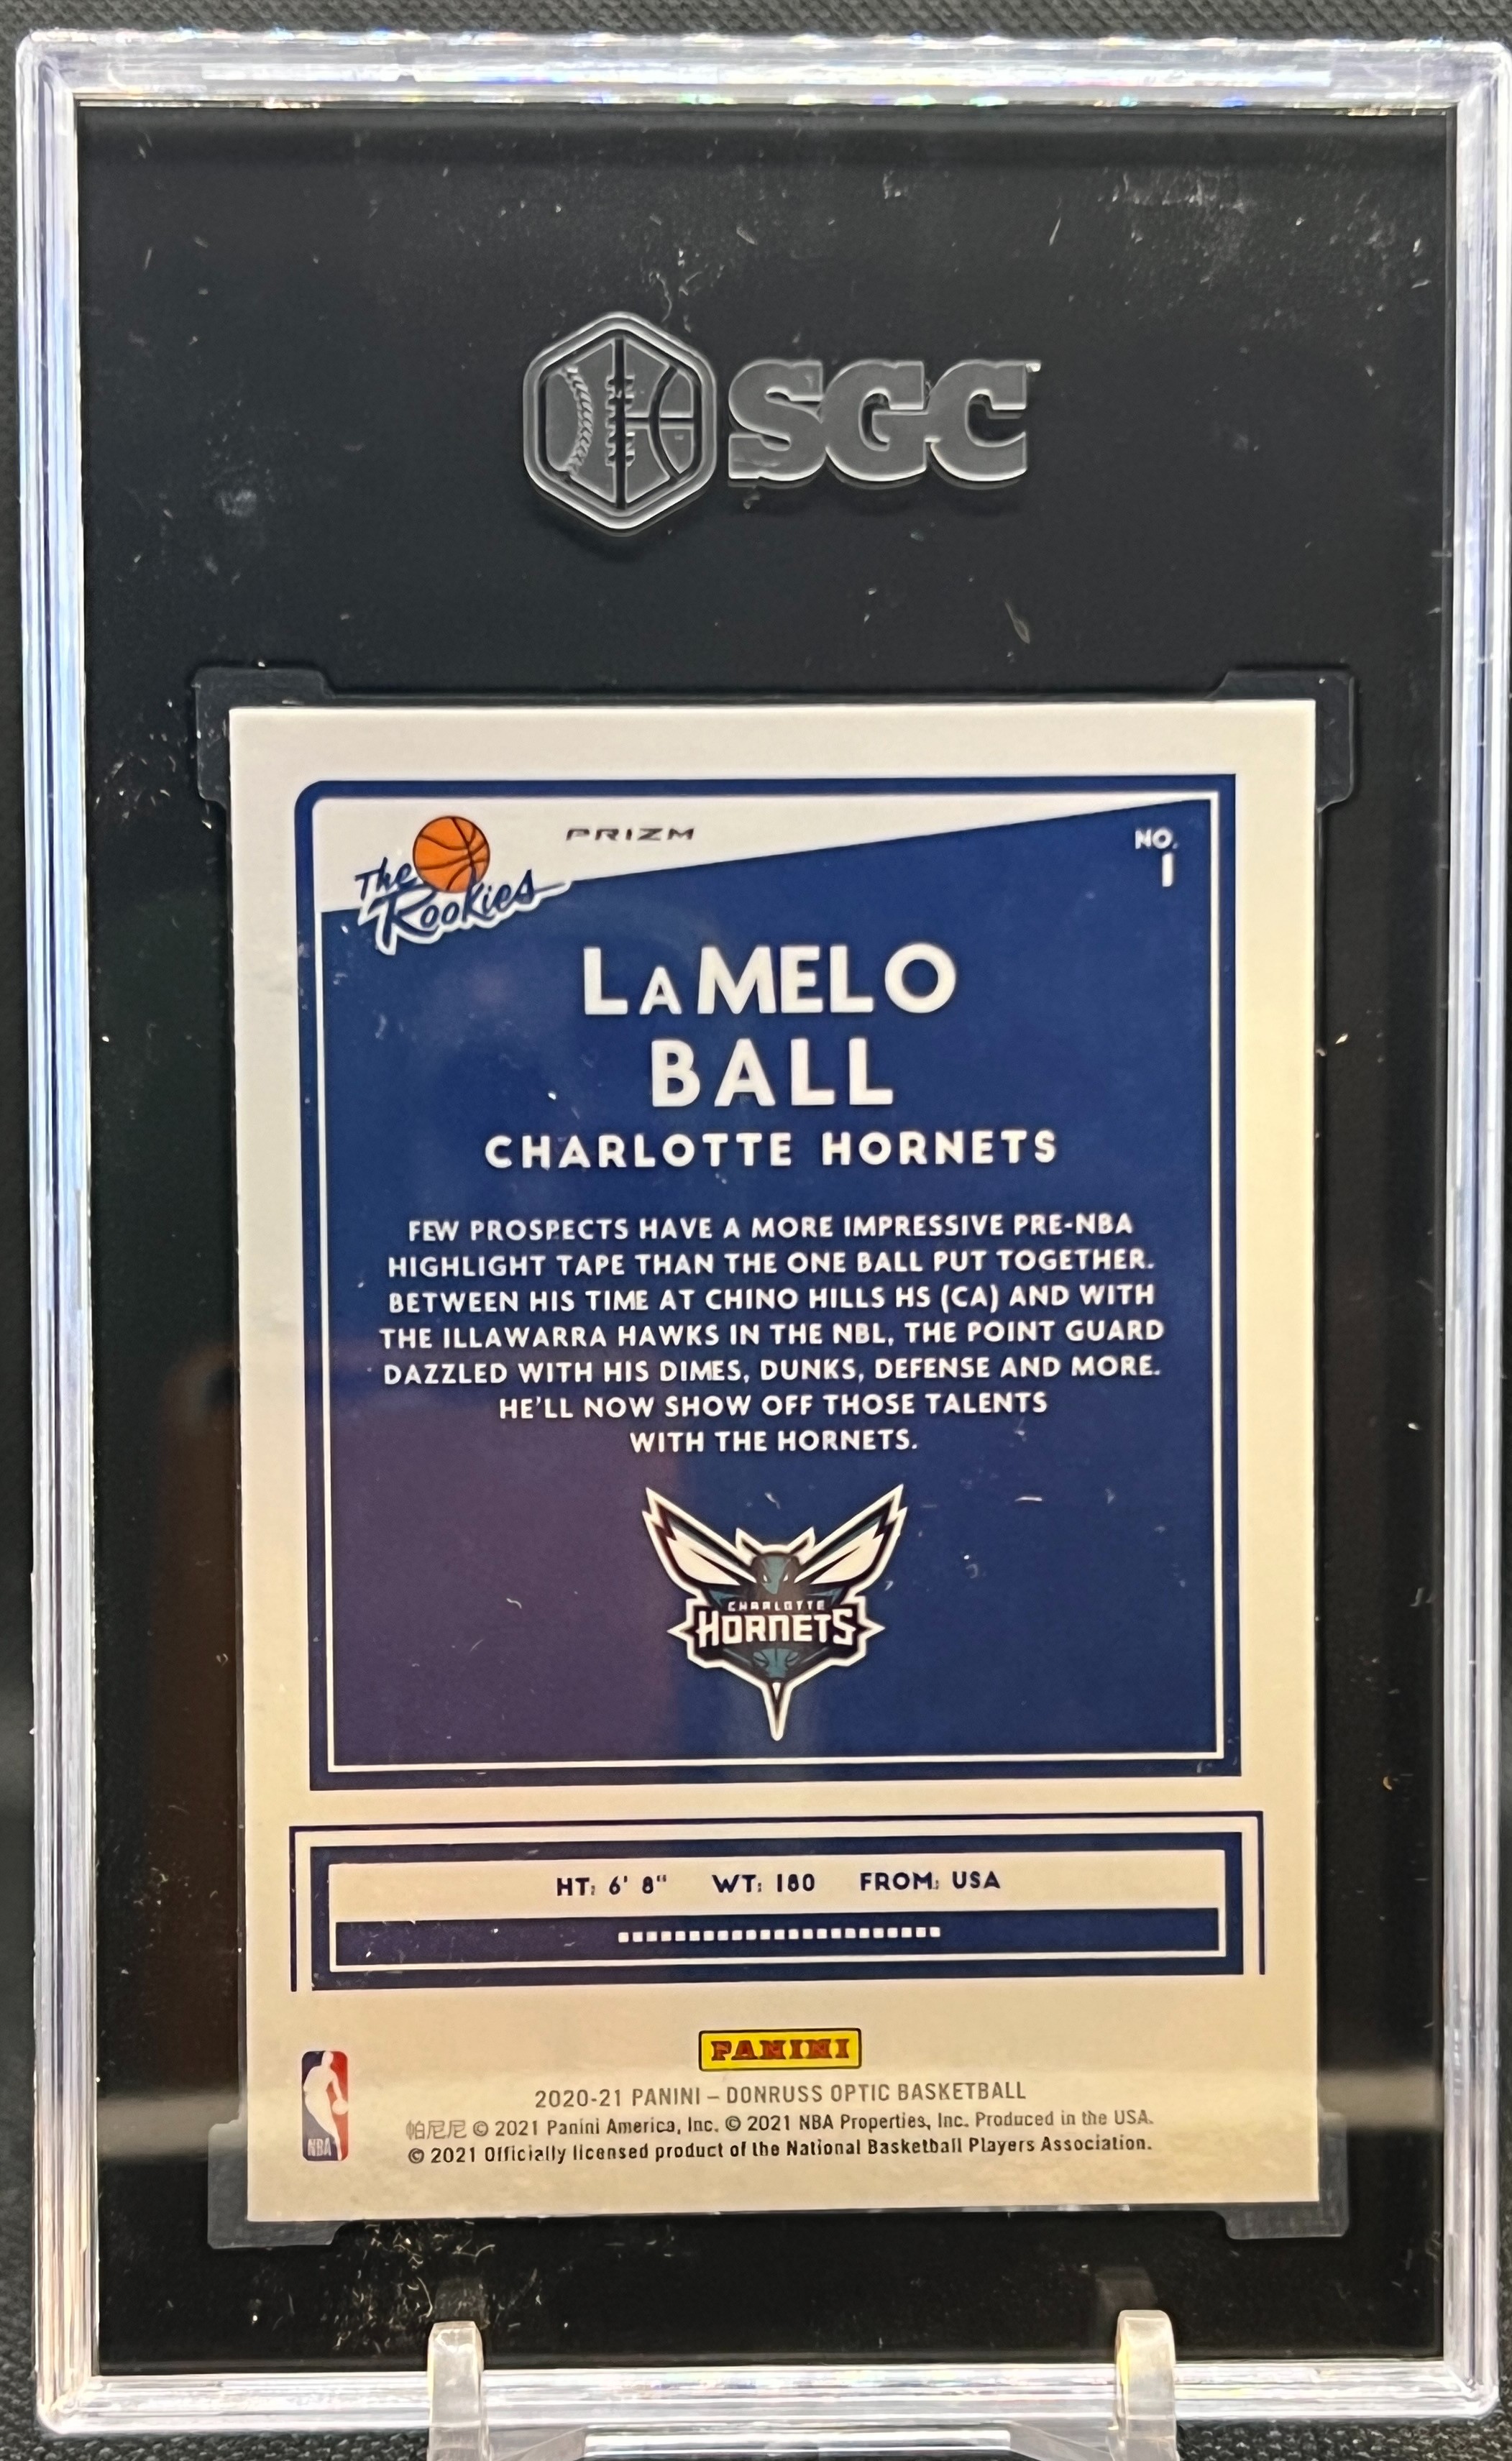 SGC
The
Rookies
PRIZM
NO.
1
LAMELO
BALL
CHARLOTTE HORNETS
FEW PROSPECTS HAVE A MORE IMPRESSIVE PRE-NBA
HIGHLIGHT TAPE THAN THE ONE BALL PUT TOGETHER.
BETWEEN HIS TIME AT CHINO HILLS HS (CA) AND WITH
THE ILLAWARRA HAWKS IN THE NBL, THE POINT GUARD
DAZZLED WITH HIS DIMES, DUNKS, DEFENSE AND MORE.
HE'LL NOW SHOW OFF THOSE TALENTS
WITH THE HORNETS.
CHARLOTTE
HORNETS
HT: 6' 8" WT: 180 FROM: USA
PANINI
NBA
2020-21 PANINI – DONRUSS OPTIC BASKETBALL
帕尼尼 © 2021 Panini America, Inc. © 2021 NBA Properties, Inc. Produced in the USA.
© 2021 Officially licensed product of the National Basketball Players Association.